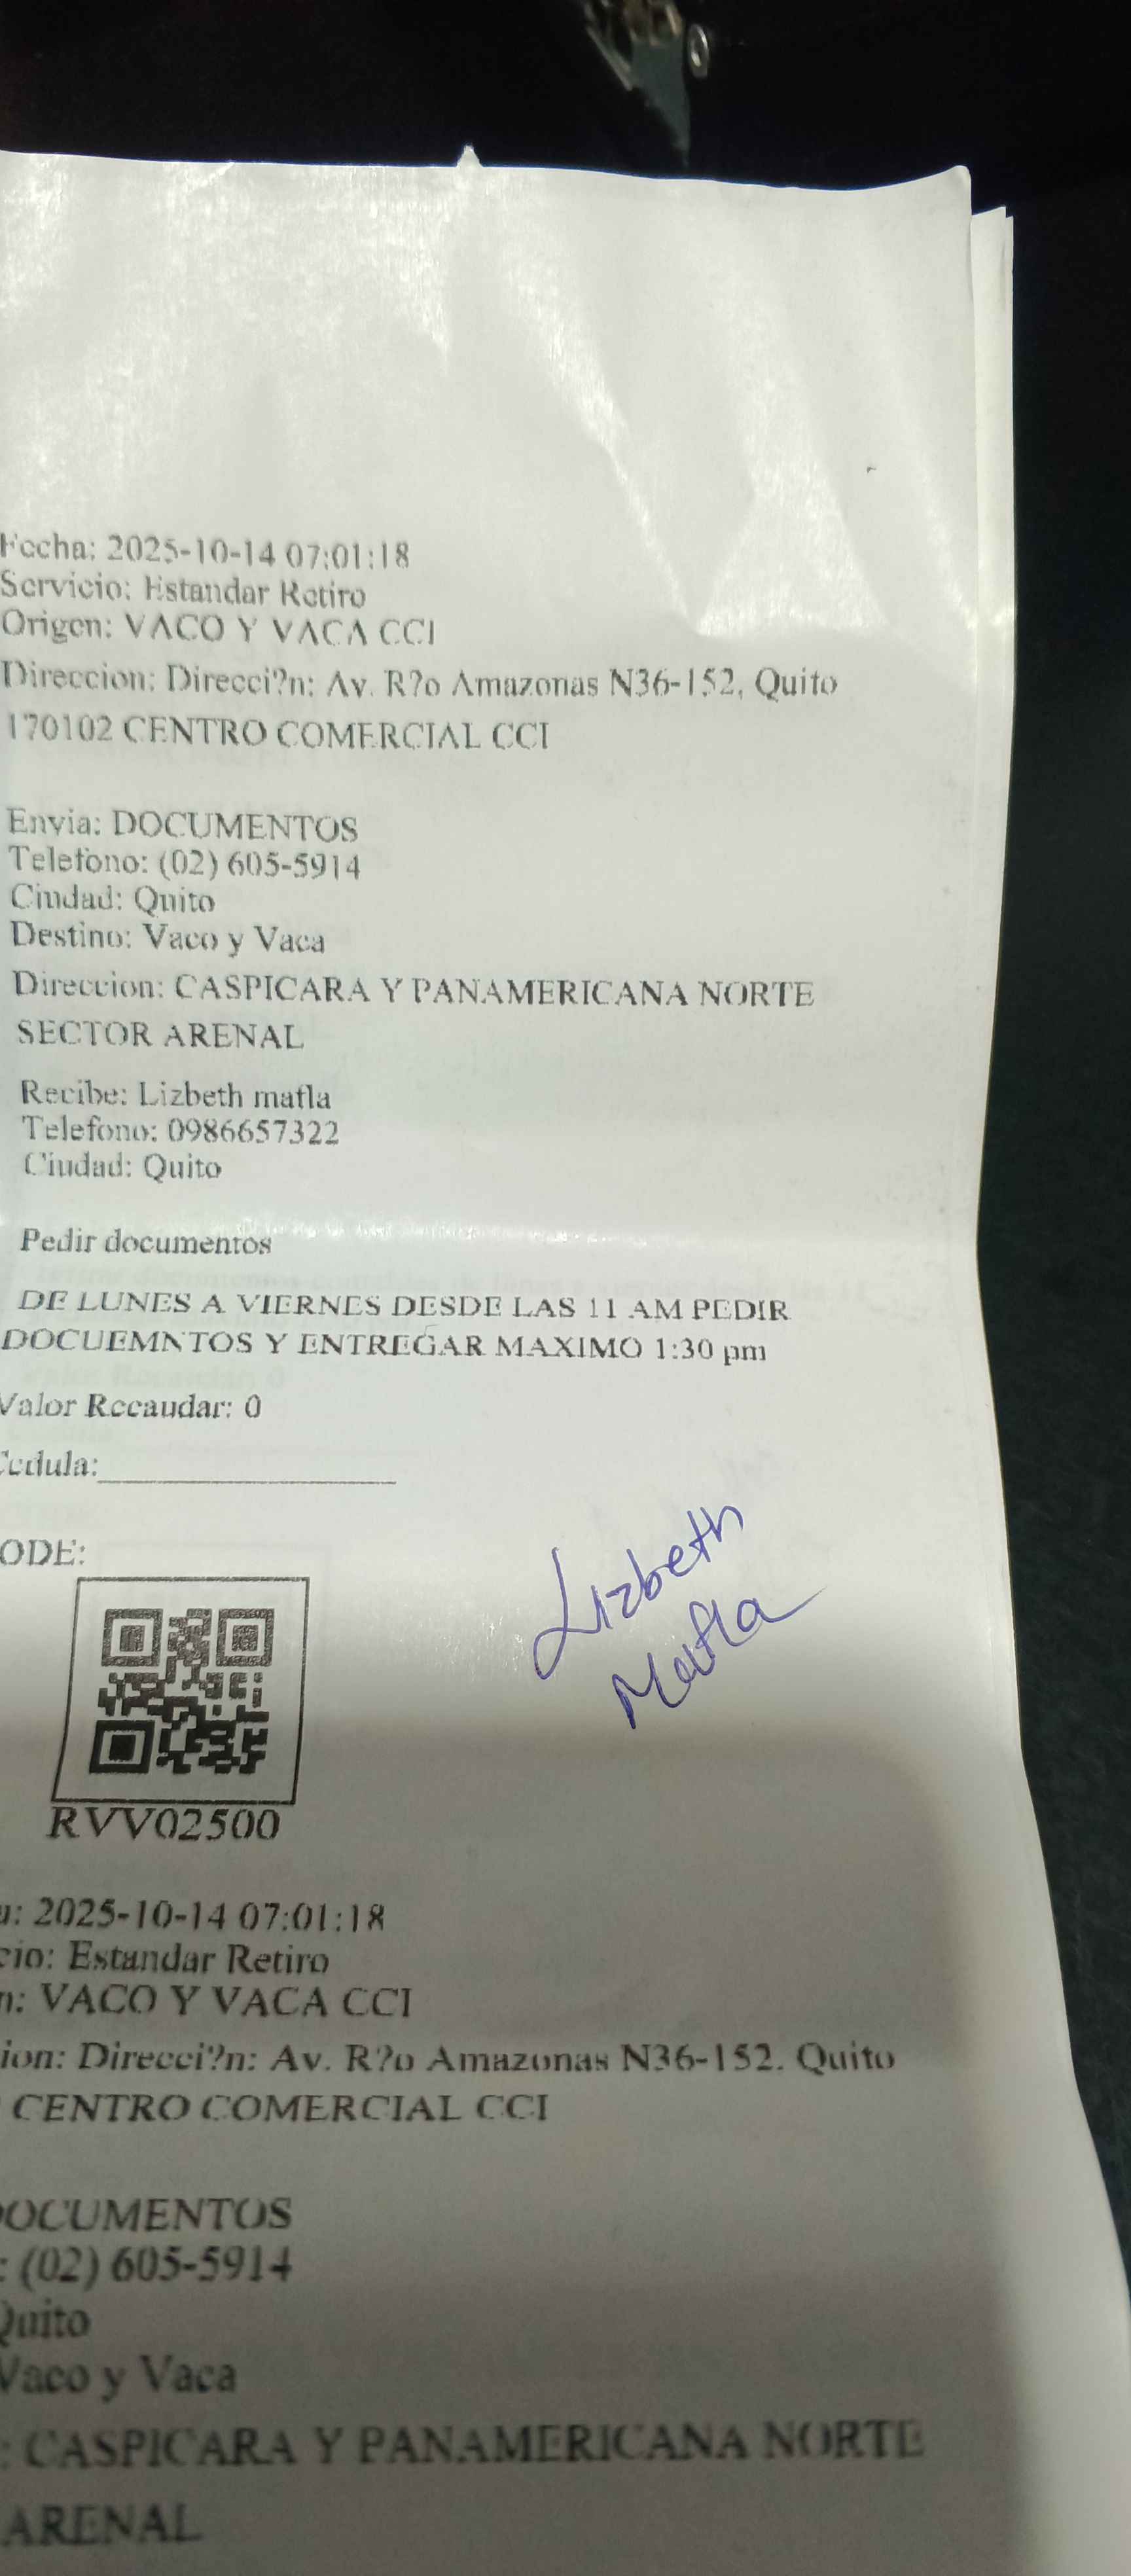 Fecha: 2025-10-14 07:01:18
Servicio: Estandar Retiro
Origen: VACO Y VACA CCI
Direccion: Direcci?n: Av. R?o Amazonas N36-152, Quito
170102 CENTRO COMERCIAL CCI
Envia: DOCUMENTOS
Telefono: (02) 605-5914
Ciudad: Quito
Destino: Vaco y Vaca
Direccion: CASPICARA Y PANAMERICANA NORTE
SECTOR ARENAL
Recibe: Lizbeth mafla
Telefono: 0986657322
Ciudad: Quito
Pedir documentos
DE LUNES A VIERNES DESDE LAS 11 AM PEDIR
DOCUEMNTOS Y ENTREGAR MAXIMO 1:30 pm
Valor Recaudar: 0
Cedula:
ODE:
Lizbeth
Mafla
RVV02500
a: 2025-10-14 07:01:18
cio: Estandar Retiro
n: VACO Y VACA CCI
ion: Direcci?n: Av. R?o Amazonas N36-152. Quito
CENTRO COMERCIAL CCI
OCUMENTOS
: (02) 605-5914
Quito
Vaco y Vaca
: CASPICARA Y PANAMERICANA NORTE
ARENAL